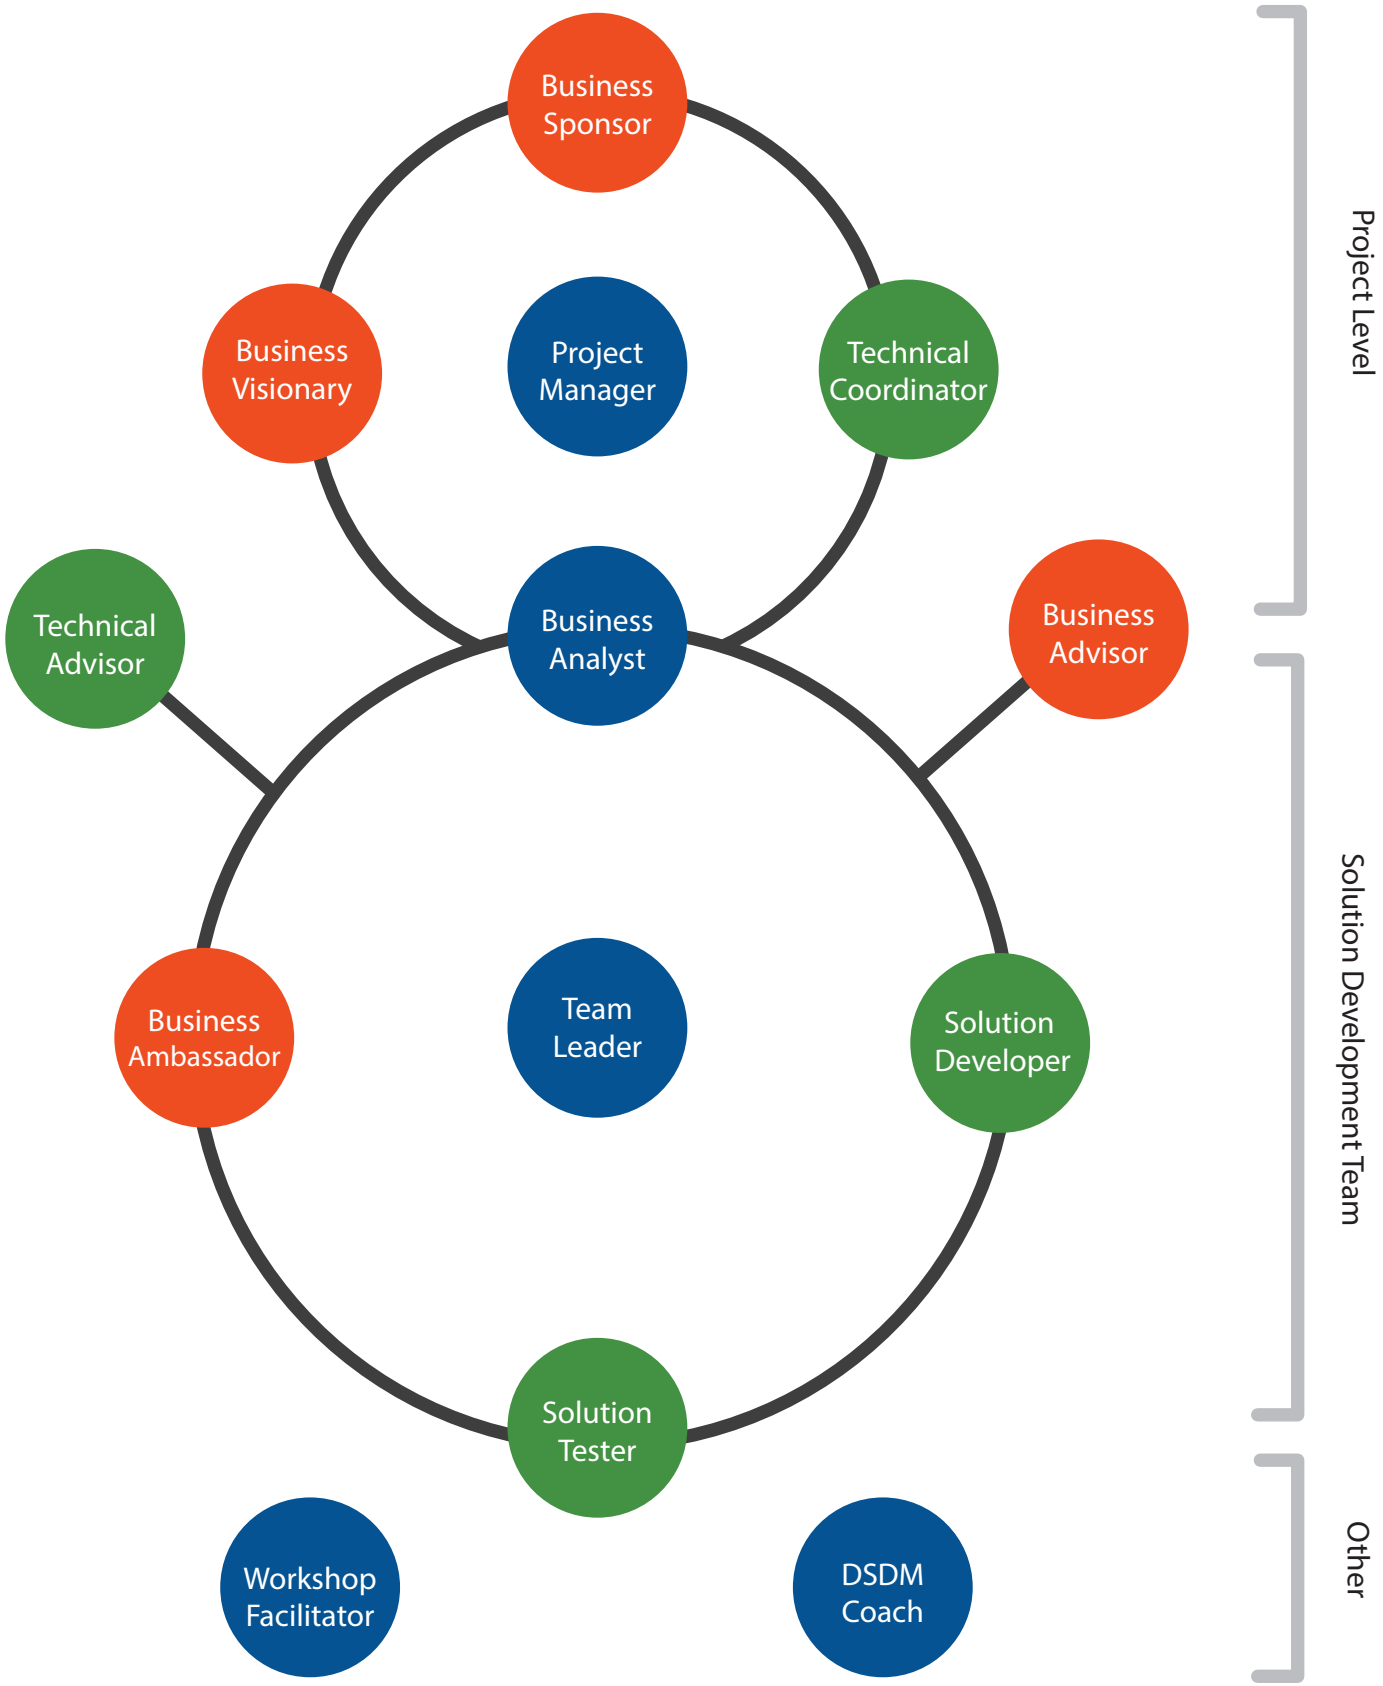 Business
Sponsor
Business
Visionary
Project
Manager
Technical
Coordinator
Project Level
Technical
Advisor
Business
Analyst
Business
Advisor
Business
Ambassador
Team
Leader
Solution
Developer
Solution Development Team
Solution
Tester
Workshop
Facilitator
DSDM
Coach
Other